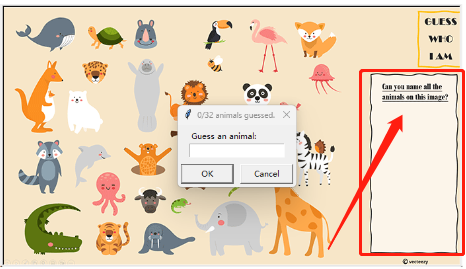 GUESS
WHO
I AM
Can you name all the
animals on this image?
0/32 animals guessed.
Guess an animal:
OK
Cancel
© vecteezy